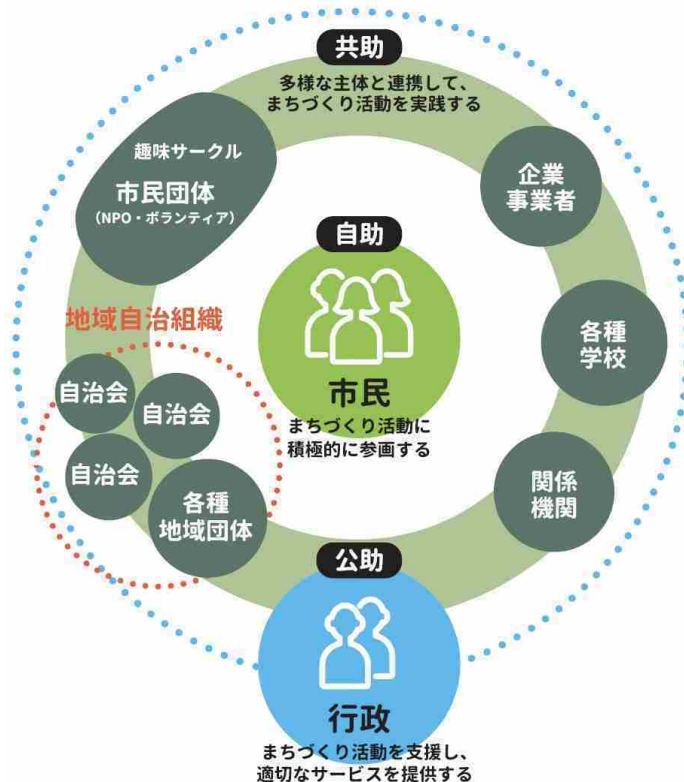 共助
多様な主体と連携して、
まちづくり活動を実践する
趣味サークル
市民団体
（NPO・ボランティア）
企業
事業者
自助
市民
まちづくり活動に
積極的に参画する
各種
学校
地域自治組織
自治会
自治会
自治会
各種
地域団体
関係
機関
公助
行政
まちづくり活動を支援し、
適切なサービスを提供する